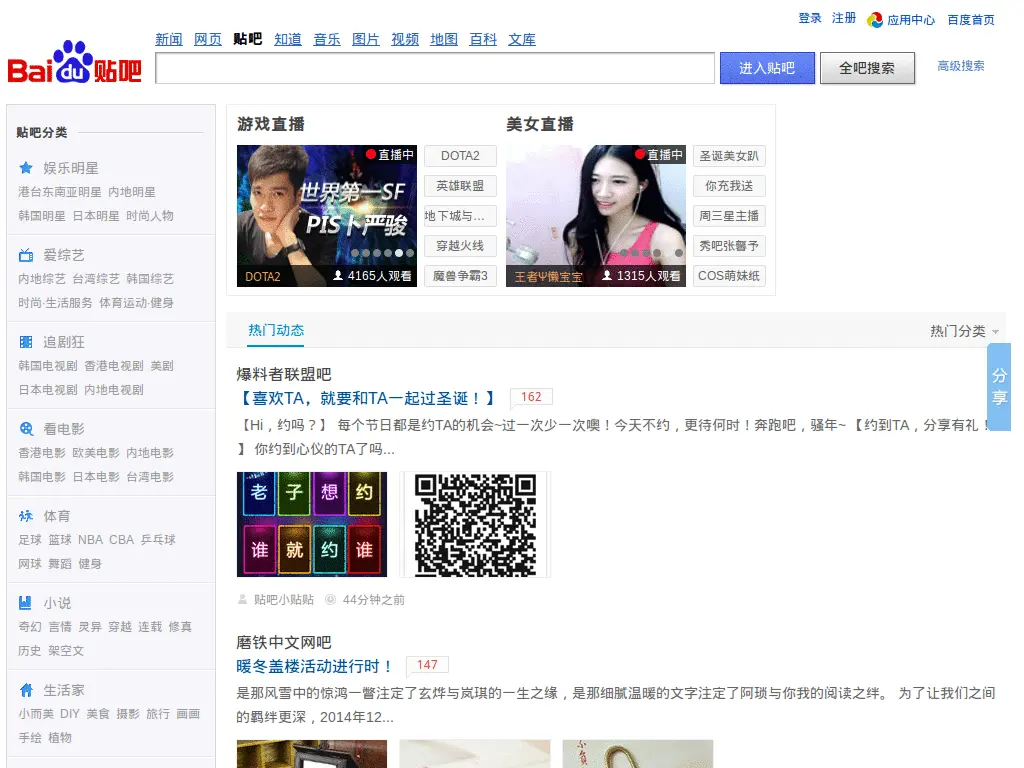 登录 注册 应用中心 百度首页
新闻 网页 贴吧 知道 音乐 图片 视频 地图 百科 文库
Bai du 贴吧
进入贴吧 全吧搜索 高级搜索
贴吧分类
娱乐明星
港台东南亚明星 内地明星
韩国明星 日本明星 时尚人物
爱综艺
内地综艺 台湾综艺 韩国综艺
时尚·生活服务 体育运动·健身
追剧狂
韩国电视剧 香港电视剧 美剧
日本电视剧 内地电视剧
看电影
香港电影 欧美电影 内地电影
韩国电影 日本电影 台湾电影
体育
足球 篮球 NBA CBA 乒乓球
网球 舞蹈 健身
小说
奇幻 言情 灵异 穿越 连载 修真
历史 架空文
生活家
小而美 DIY 美食 摄影 旅行 画画
手绘 植物
游戏直播
直播中
世界第一SF
PIS卜严骏
DOTA2 4165人观看
DOTA2
英雄联盟
地下城与...
穿越火线
魔兽争霸3
美女直播
直播中
王者Ψ懒宝宝 1315人观看
圣诞美女趴
你充我送
周三星主播
秀吧张馨予
COS萌妹纸
热门动态 热门分类
分享
爆料者联盟吧
【喜欢TA，就要和TA一起过圣诞！】 162
【Hi，约吗？】 每个节日都是约TA的机会~过一次少一次噢！今天不约，更待何时！奔跑吧，骚年~【约到TA，分享有礼！
】你约到心仪的TA了吗...
老 子 想 约
谁 就 约 谁
贴吧小贴贴 44分钟之前
磨铁中文网吧
暖冬盖楼活动进行时！ 147
是那风雪中的惊鸿一瞥注定了玄烨与岚琪的一生之缘，是那细腻温暖的文字注定了阿琐与你我的阅读之绊。 为了让我们之间
的羁绊更深，2014年12...